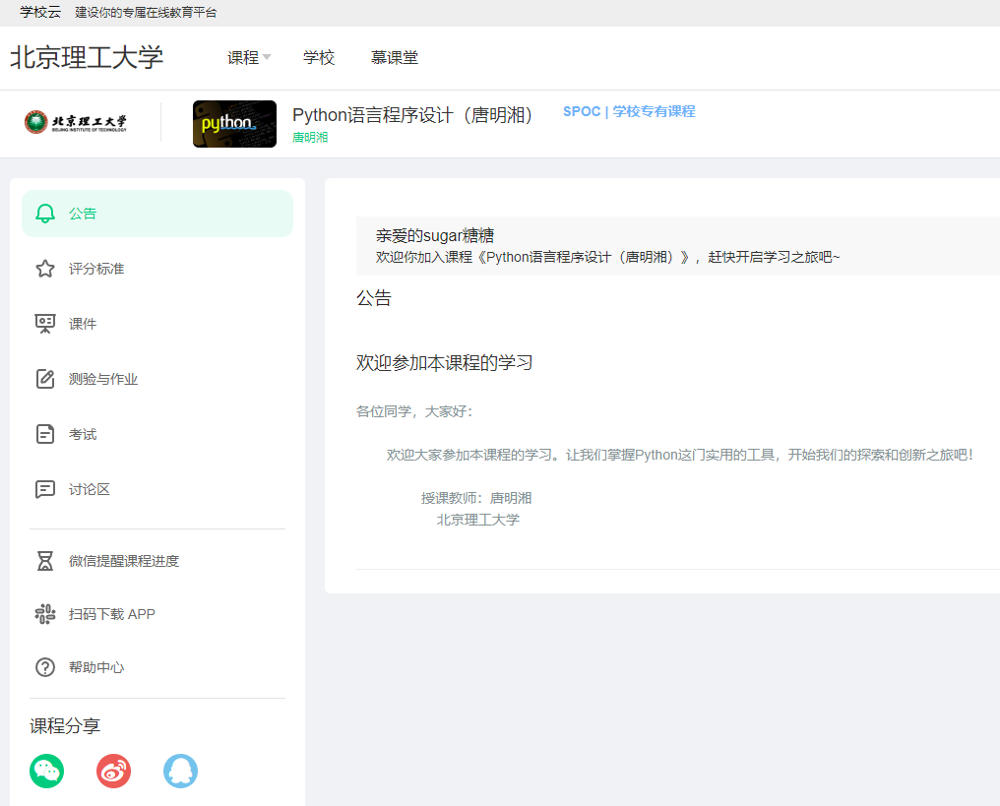 学校云 建设你的专属在线教育平台
北京理工大学 课程 学校 慕课堂
北京理工大学
BEIJING INSTITUTE OF TECHNOLOGY
python
Python语言程序设计（唐明湘） SPOC | 学校专有课程
唐明湘
公告
评分标准
课件
测验与作业
考试
讨论区
微信提醒课程进度
扫码下载 APP
帮助中心
课程分享
亲爱的sugar糖糖
欢迎你加入课程《Python语言程序设计（唐明湘）》，赶快开启学习之旅吧~
公告
欢迎参加本课程的学习
各位同学，大家好：
欢迎大家参加本课程的学习。让我们掌握Python这门实用的工具，开始我们的探索和创新之旅吧！
授课教师：唐明湘
北京理工大学